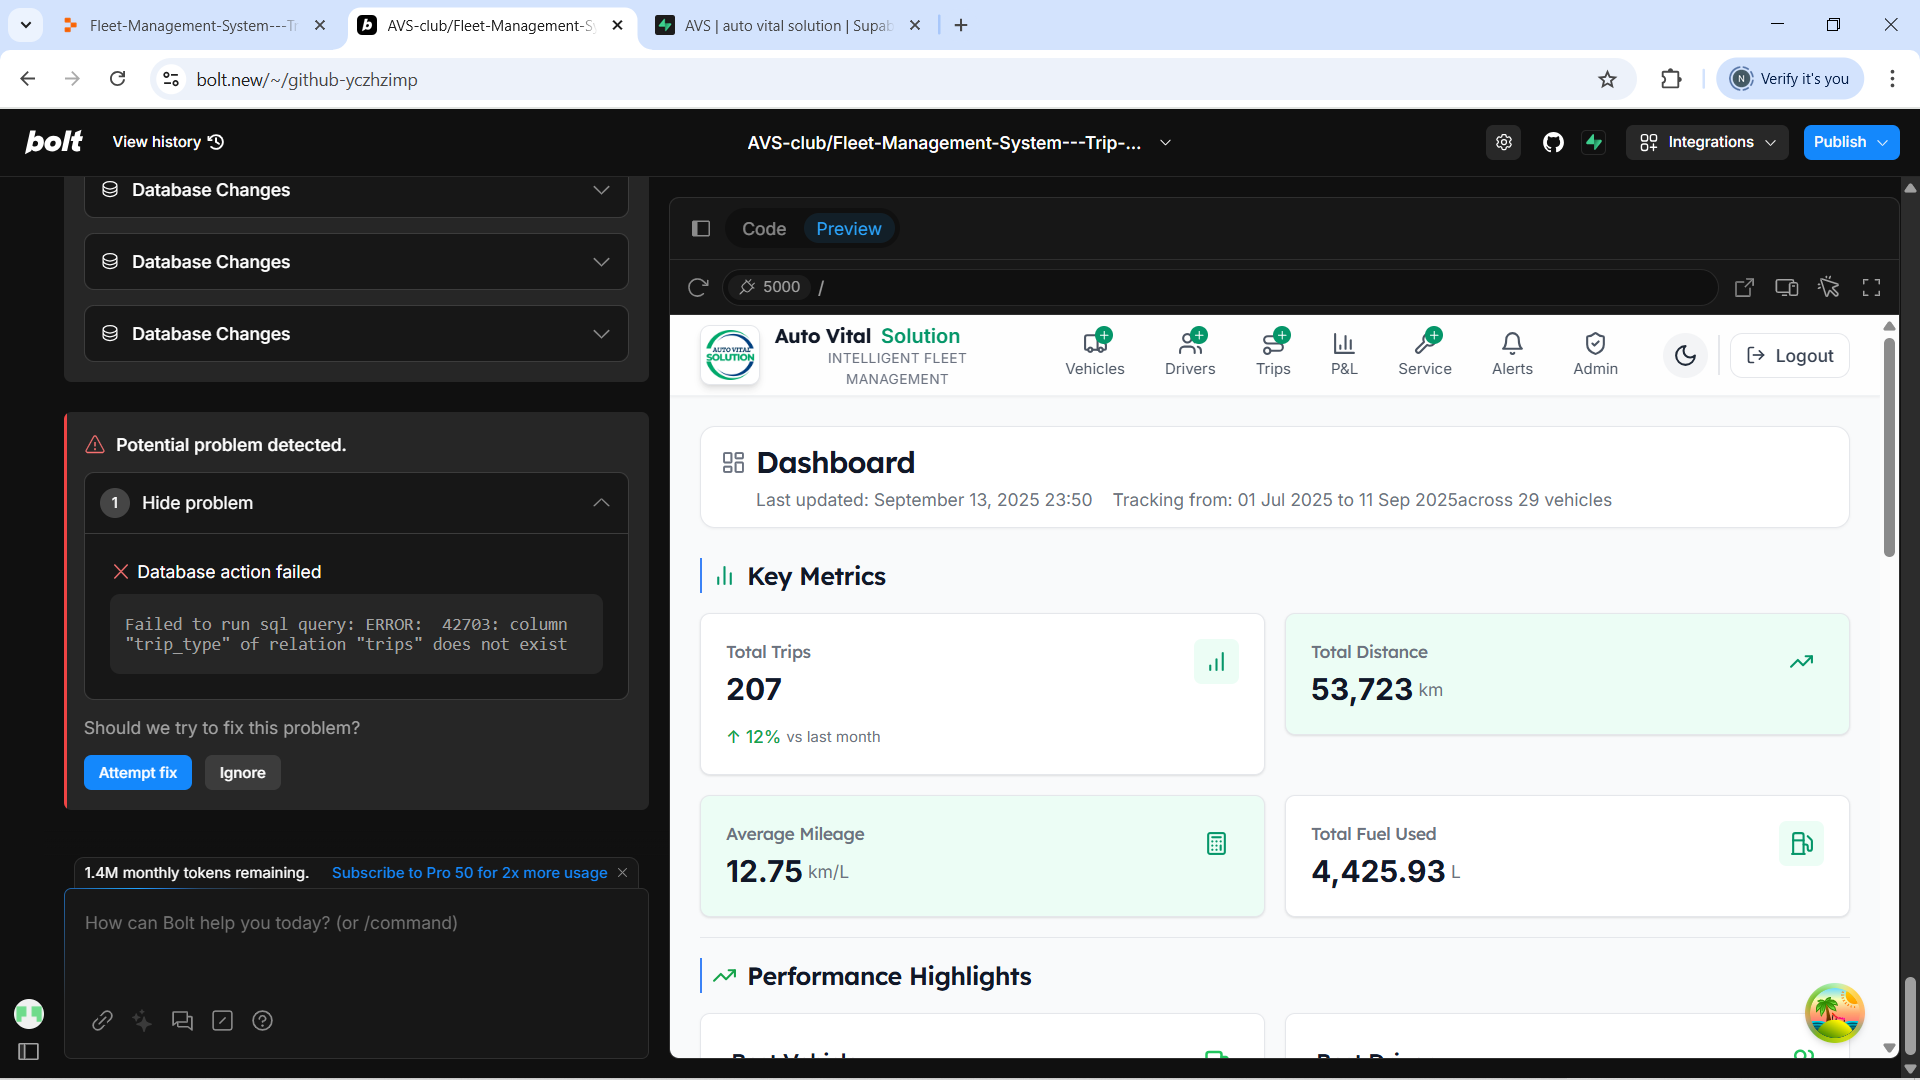 Fleet-Management-System---Tr
AVS-club/Fleet-Management-Sy
AVS | auto vital solution | Supab
bolt.new/~/github-yczhzimp
N
Verify it's you
bolt
View history
AVS-club/Fleet-Management-System---Trip-...
Integrations
Publish
Database Changes
Database Changes
Database Changes
Potential problem detected.
1
Hide problem
Database action failed
Failed to run sql query: ERROR:  42703: column
"trip_type" of relation "trips" does not exist
Should we try to fix this problem?
Attempt fix
Ignore
1.4M monthly tokens remaining.
Subscribe to Pro 50 for 2x more usage
How can Bolt help you today? (or /command)
Code
Preview
5000
/
AUTO VITAL
SOLUTION
Auto Vital Solution
INTELLIGENT FLEET
MANAGEMENT
Vehicles
Drivers
Trips
P&L
Service
Alerts
Admin
Logout
Dashboard
Last updated: September 13, 2025 23:50
Tracking from: 01 Jul 2025 to 11 Sep 2025across 29 vehicles
Key Metrics
Total Trips
207
↑ 12% vs last month
Total Distance
53,723 km
Average Mileage
12.75 km/L
Total Fuel Used
4,425.93 L
Performance Highlights